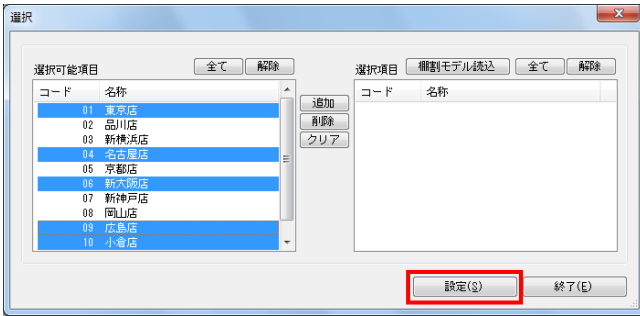 選択
選択可能項目 全て 解除
コード 名称
01 東京店
02 品川店
03 新横浜店
04 名古屋店
05 京都店
06 新大阪店
07 新神戸店
08 岡山店
09 広島店
10 小倉店
追加
削除
クリア
選択項目 棚割モデル読込 全て 解除
コード 名称
設定(S) 終了(E)